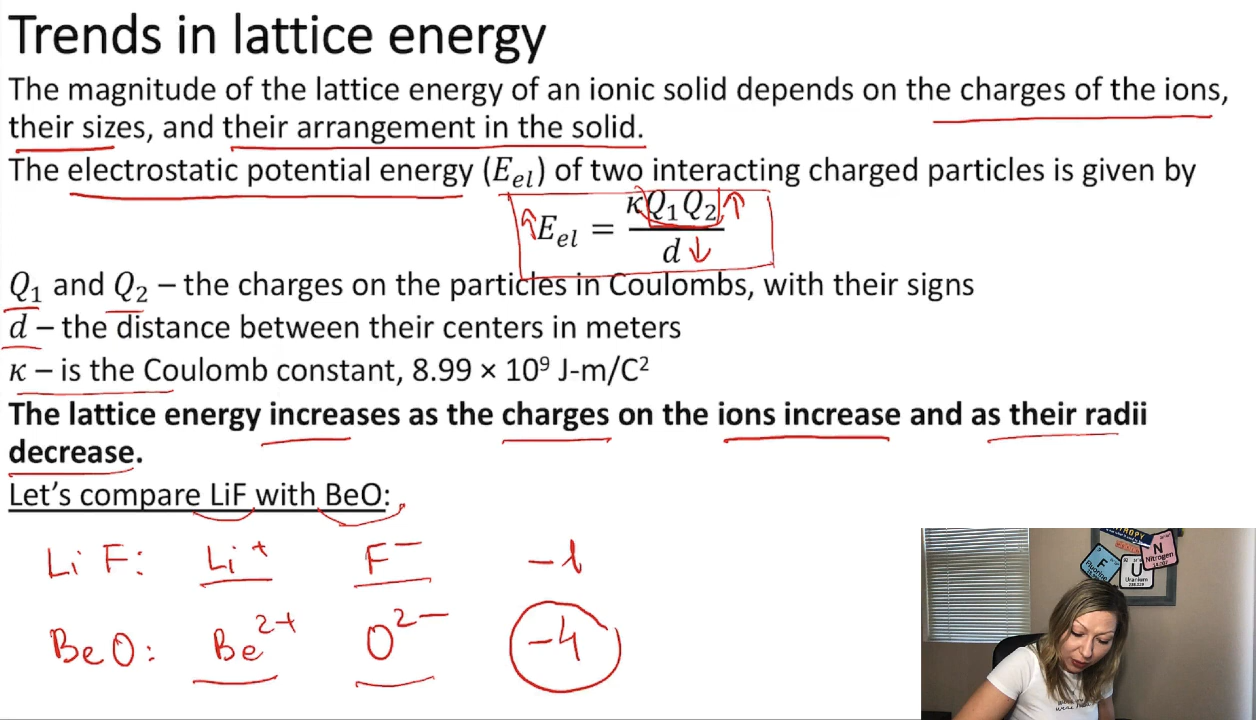 Trends in lattice energy
The magnitude of the lattice energy of an ionic solid depends on the charges of the ions,
their sizes, and their arrangement in the solid.
The electrostatic potential energy (E_el) of two interacting charged particles is given by
↑E_el = κQ₁Q₂↑ / d↓
Q₁ and Q₂ – the charges on the particles in Coulombs, with their signs
d – the distance between their centers in meters
κ – is the Coulomb constant, 8.99 × 10⁹ J-m/C²
The lattice energy increases as the charges on the ions increase and as their radii
decrease.
Let's compare LiF with BeO:
LiF: Li⁺ F⁻ -1
BeO: Be²⁺ O²⁻ -4
F
Fluorine
U
Uranium
N
Nitrogen